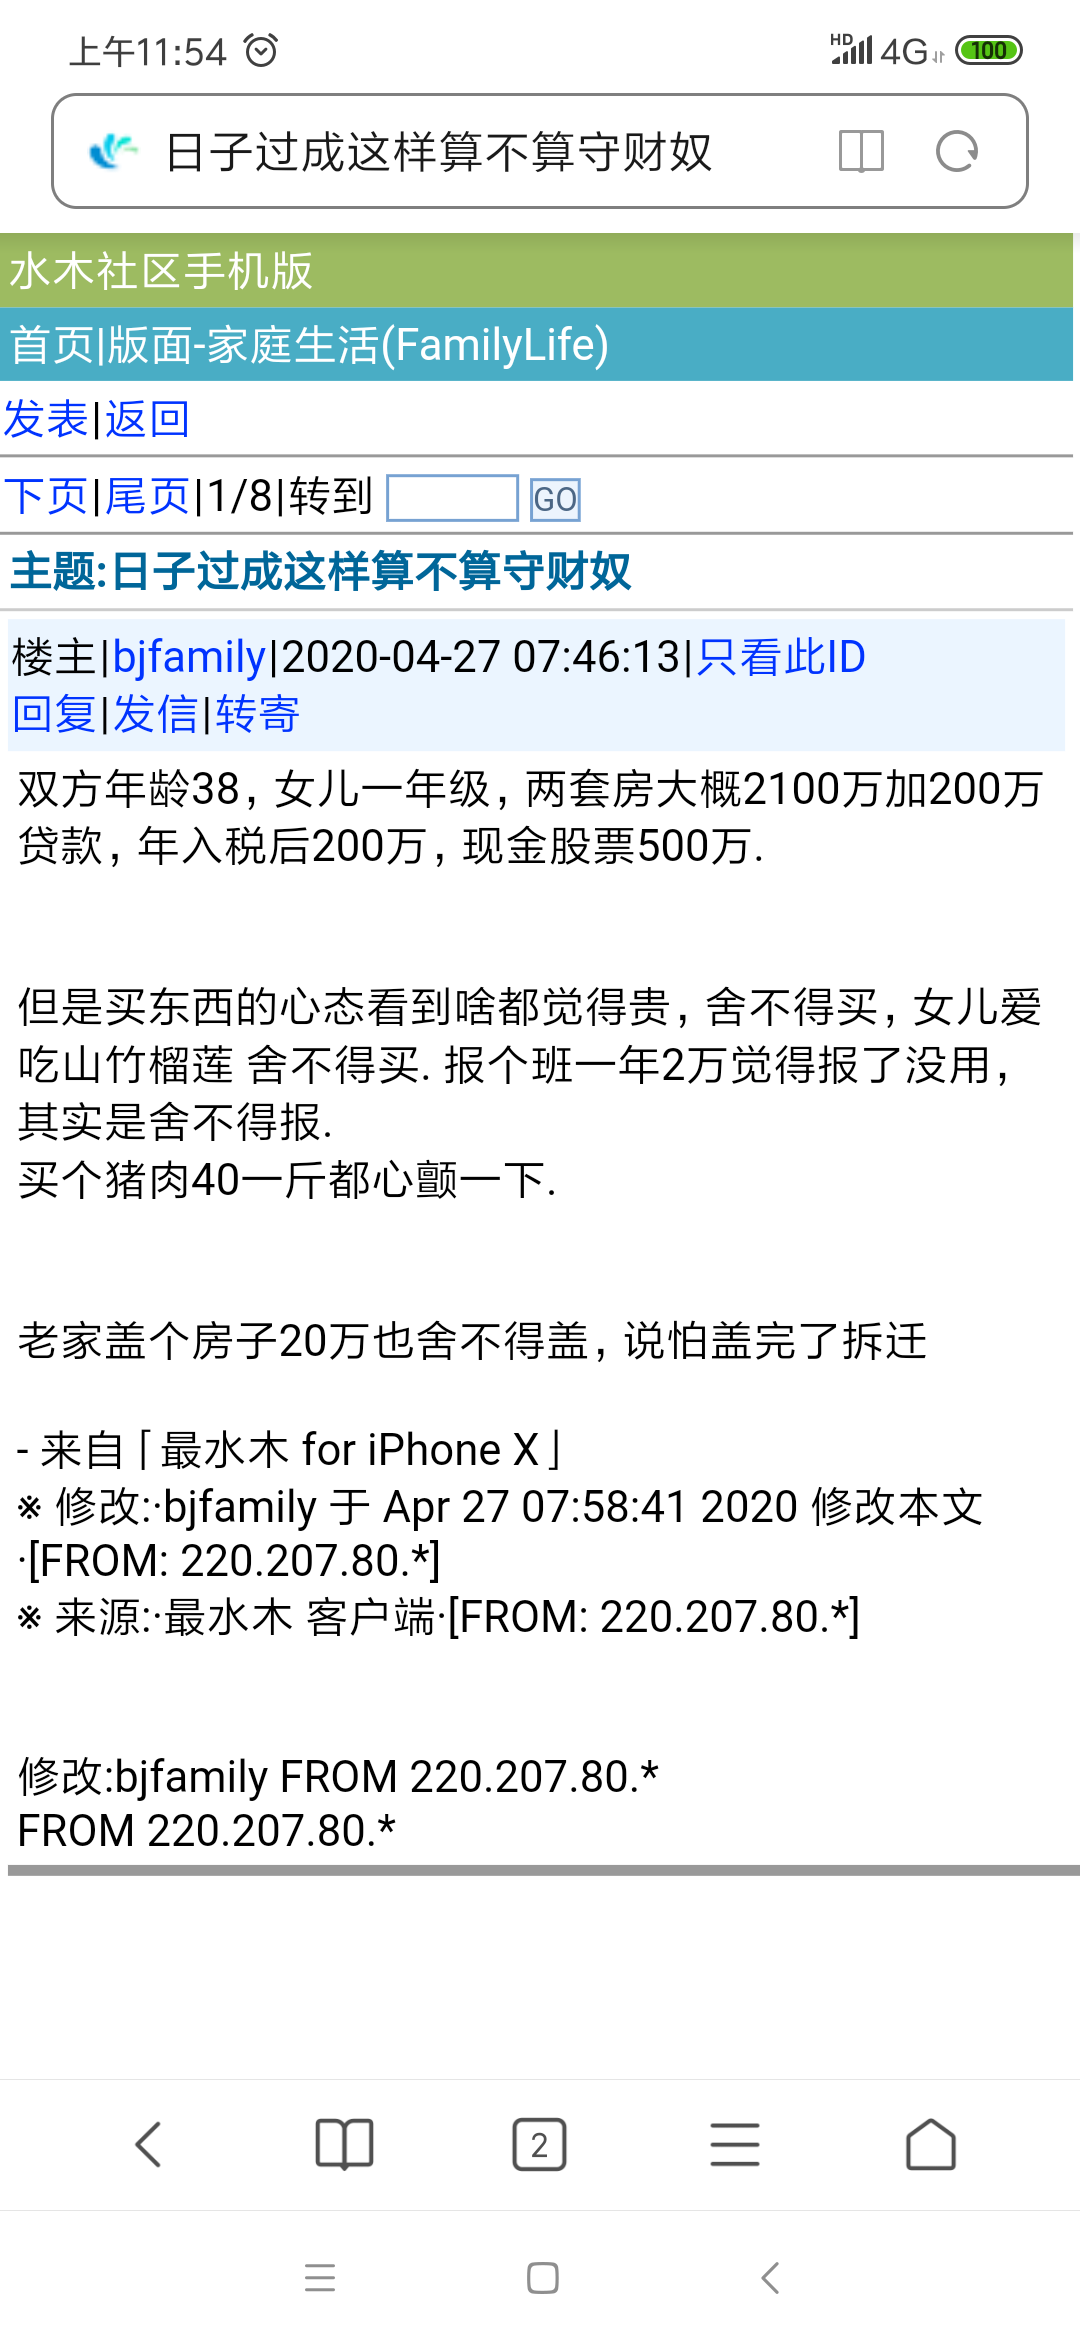 上午11:54 HD 4G 100
日子过成这样算不算守财奴
水木社区手机版
首页|版面-家庭生活(FamilyLife)
发表|返回
下页|尾页|1/8|转到 GO
主题:日子过成这样算不算守财奴
楼主|bjfamily|2020-04-27 07:46:13|只看此ID
回复|发信|转寄
双方年龄38，女儿一年级，两套房大概2100万加200万
贷款，年入税后200万，现金股票500万.
但是买东西的心态看到啥都觉得贵，舍不得买，女儿爱
吃山竹榴莲 舍不得买. 报个班一年2万觉得报了没用，
其实是舍不得报.
买个猪肉40一斤都心颤一下.
老家盖个房子20万也舍不得盖，说怕盖完了拆迁
- 来自「最水木 for iPhone X」
※ 修改:·bjfamily 于 Apr 27 07:58:41 2020 修改本文
·[FROM: 220.207.80.*]
※ 来源:·最水木 客户端·[FROM: 220.207.80.*]
修改:bjfamily FROM 220.207.80.*
FROM 220.207.80.*
2